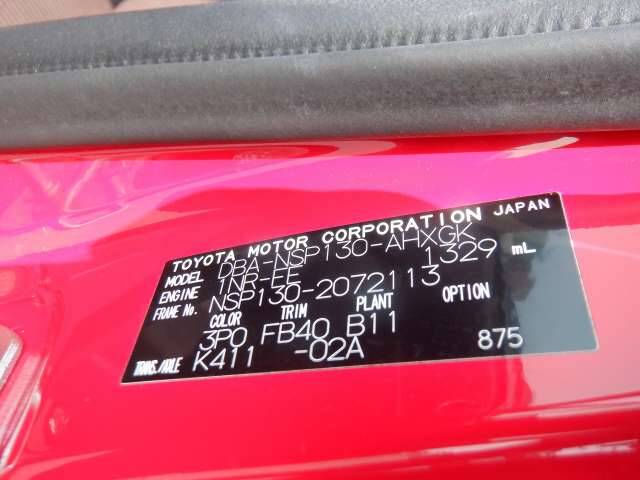 TOYOTA MOTOR CORPORATION JAPAN
MODEL DBA-NSP130-AHXGK
ENGINE 1NR-FE 1329 mL
FRAME No. NSP130-2072113
COLOR TRIM PLANT OPTION
3P0 FB40 B11
TRANS./AXLE K411 -02A 875